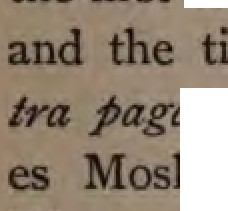 and the ti
tra paga
es Mosl